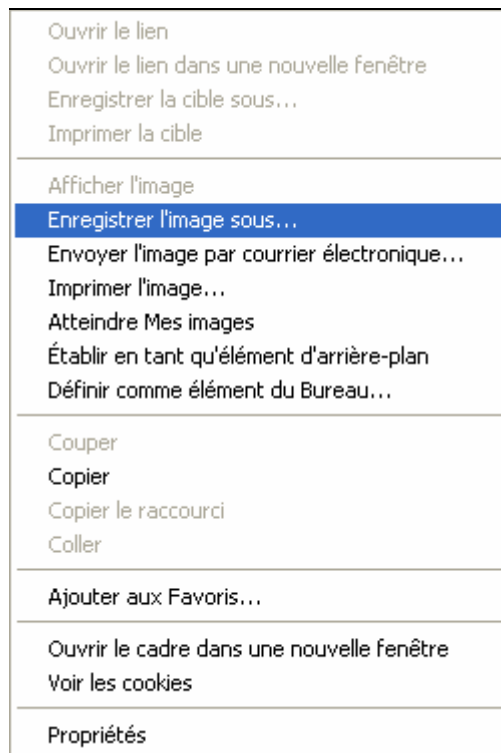 Ouvrir le lien
Ouvrir le lien dans une nouvelle fenêtre
Enregistrer la cible sous...
Imprimer la cible
Afficher l'image
Enregistrer l'image sous...
Envoyer l'image par courrier électronique...
Imprimer l'image...
Atteindre Mes images
Établir en tant qu'élément d'arrière-plan
Définir comme élément du Bureau...
Couper
Copier
Copier le raccourci
Coller
Ajouter aux Favoris...
Ouvrir le cadre dans une nouvelle fenêtre
Voir les cookies
Propriétés